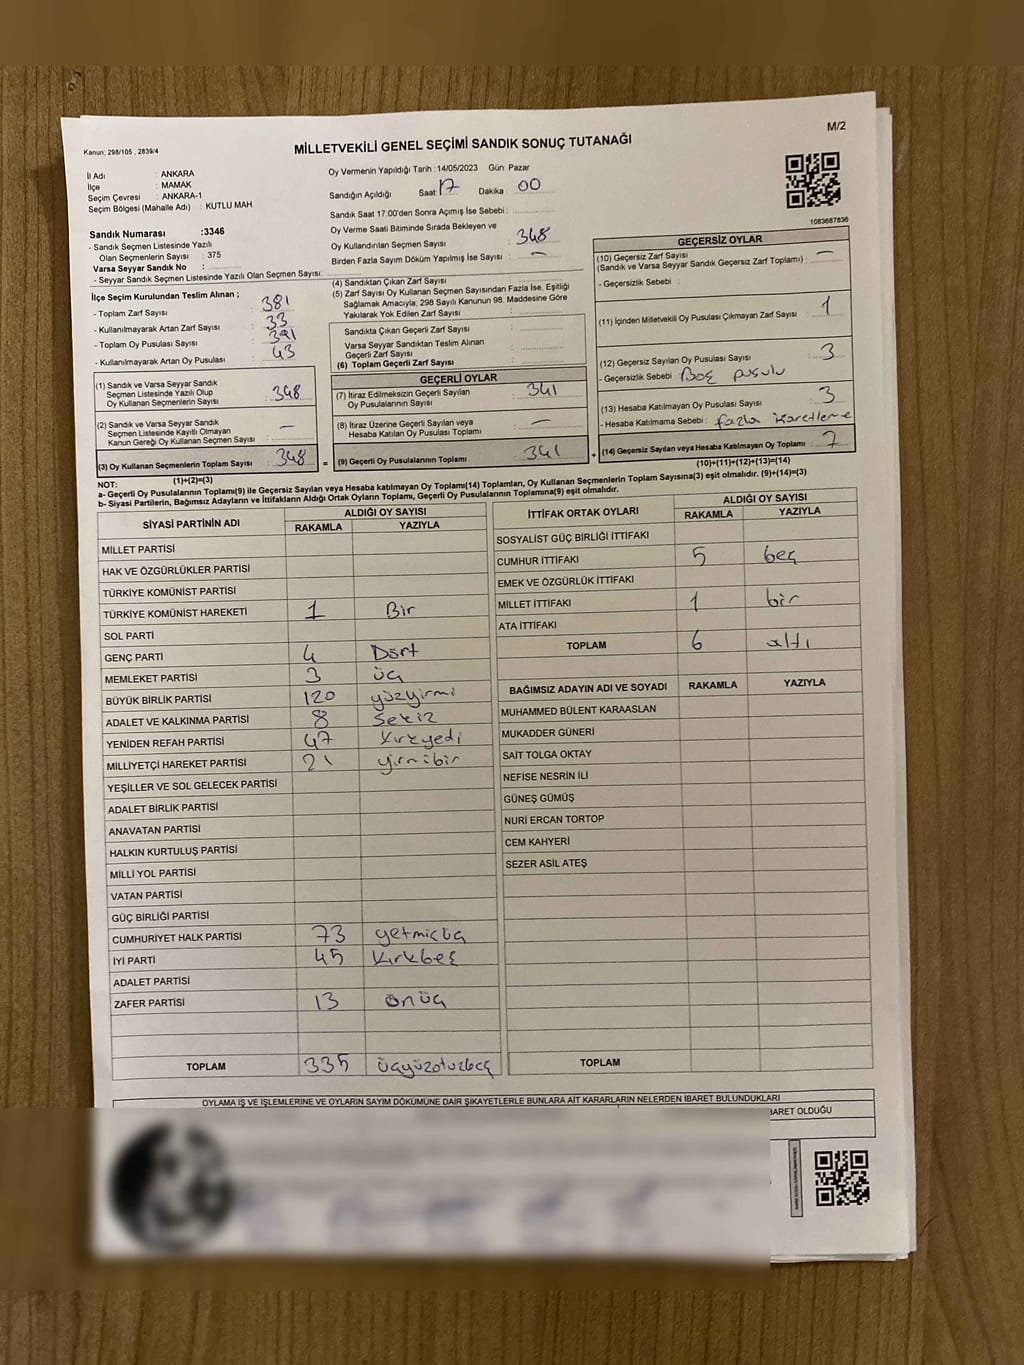 M/2
Kanun; 298/105 , 2839/4
MİLLETVEKİLİ GENEL SEÇİMİ SANDIK SONUÇ TUTANAĞI
İl Adı : ANKARA
İlçe : MAMAK
Seçim Çevresi : ANKARA-1
Seçim Bölgesi (Mahalle Adı) : KUTLU MAH.
Sandık Numarası :3346
- Sandık Seçmen Listesinde Yazılı
Olan Seçmenlerin Sayısı : 375
Varsa Seyyar Sandık No :
- Seyyar Sandık Seçmen Listesinde Yazılı Olan Seçmen Sayısı:
Oy Vermenin Yapıldığı Tarih : 14/05/2023 Gün: Pazar
Sandığın Açıldığı Saat : 17 Dakika : 00
Sandık Saat 17:00'den Sonra Açımış İse Sebebi :
Oy Verme Saati Bitiminde Sırada Bekleyen ve
Oy Kullandırılan Seçmen Sayısı : 348
Birden Fazla Sayım Döküm Yapılmış İse Sayısı : –
1083687836
İlçe Seçim Kurulundan Teslim Alınan ;
- Toplam Zarf Sayısı : 381
- Kullanılmayarak Artan Zarf Sayısı : 33
- Toplam Oy Pusulası Sayısı : 391
- Kullanılmayarak Artan Oy Pusulası : 43
(1) Sandık ve Varsa Seyyar Sandık
Seçmen Listesinde Yazılı Olup
Oy Kullanan Seçmenlerin Sayısı : 348
(2) Sandık ve Varsa Seyyar Sandık
Seçmen Listesinde Kayıtlı Olmayan
Kanun Gereği Oy Kullanan Seçmen Sayısı : –
(3) Oy Kullanan Seçmenlerin Toplam Sayısı : 348
(1)+(2)=(3)
(4) Sandıktan Çıkan Zarf Sayısı :
(5) Zarf Sayısı Oy Kullanan Seçmen Sayısından Fazla İse, Eşitliği
Sağlamak Amacıyla; 298 Sayılı Kanunun 98. Maddesine Göre
Yakılarak Yok Edilen Zarf Sayısı :
Sandıkta Çıkan Geçerli Zarf Sayısı :
Varsa Seyyar Sandıktan Teslim Alınan
Geçerli Zarf Sayısı :
(6) Toplam Geçerli Zarf Sayısı :
GEÇERLİ OYLAR
(7) İtiraz Edilmeksizin Geçerli Sayılan
Oy Pusulalarının Sayısı : 341
(8) İtiraz Üzerine Geçerli Sayılan veya
Hesaba Katılan Oy Pusulası Toplamı : –
= (9) Geçerli Oy Pusulalarının Toplamı : 341 +
GEÇERSİZ OYLAR
(10) Geçersiz Zarf Sayısı
(Sandık ve Varsa Seyyar Sandık Geçersiz Zarf Toplamı) : –
- Geçersizlik Sebebi :
(11) İçinden Milletvekili Oy Pusulası Çıkmayan Zarf Sayısı : 1
(12) Geçersiz Sayılan Oy Pusulası Sayısı : 3
- Geçersizlik Sebebi : Boş pusulu
(13) Hesaba Katılmayan Oy Pusulası Sayısı : 3
- Hesaba Katılmama Sebebi : fazla işaretleme
(14) Geçersiz Sayılan veya Hesaba Katılmayan Oy Toplamı : 7
(10)+(11)+(12)+(13)=(14)
NOT:
a- Geçerli Oy Pusulalarının Toplamı(9) ile Geçersiz Sayılan veya Hesaba Katılmayan Oy Toplamı(14) Toplamları, Oy Kullanan Seçmenlerin Toplam Sayısına(3) eşit olmalıdır. (9)+(14)=(3)
b- Siyasi Partilerin, Bağımsız Adayların ve İttifakların Aldığı Ortak Oyların Toplamı, Geçerli Oy Pusulalarının Toplamına(9) eşit olmalıdır.
SİYASİ PARTİNİN ADI ALDIĞI OY SAYISI
RAKAMLA YAZIYLA
MİLLET PARTİSİ
HAK VE ÖZGÜRLÜKLER PARTİSİ
TÜRKİYE KOMÜNİST PARTİSİ
TÜRKİYE KOMÜNİST HAREKETİ 1 Bir
SOL PARTİ
GENÇ PARTİ 4 Dört
MEMLEKET PARTİSİ 3 üç
BÜYÜK BİRLİK PARTİSİ 120 yüzyirmi
ADALET VE KALKINMA PARTİSİ 8 Sekiz
YENİDEN REFAH PARTİSİ 47 kırkyedi
MİLLİYETÇİ HAREKET PARTİSİ 21 yirmibir
YEŞİLLER VE SOL GELECEK PARTİSİ
ADALET BİRLİK PARTİSİ
ANAVATAN PARTİSİ
HALKIN KURTULUŞ PARTİSİ
MİLLİ YOL PARTİSİ
VATAN PARTİSİ
GÜÇ BİRLİĞİ PARTİSİ
CUMHURİYET HALK PARTİSİ 73 yetmişüç
İYİ PARTİ 45 Kırkbeş
ADALET PARTİSİ
ZAFER PARTİSİ 13 onüç
TOPLAM 335 üçyüzotuzbeş
İTTİFAK ORTAK OYLARI ALDIĞI OY SAYISI
RAKAMLA YAZIYLA
SOSYALİST GÜÇ BİRLİĞİ İTTİFAKI
CUMHUR İTTİFAKI 5 beş
EMEK VE ÖZGÜRLÜK İTTİFAKI
MİLLET İTTİFAKI 1 bir
ATA İTTİFAKI
TOPLAM 6 altı
BAĞIMSIZ ADAYIN ADI VE SOYADI RAKAMLA YAZIYLA
MUHAMMED BÜLENT KARAASLAN
MUKADDER GÜNERİ
SAİT TOLGA OKTAY
NEFİSE NESRİN İLİ
GÜNEŞ GÜMÜŞ
NURİ ERCAN TORTOP
CEM KAHYERİ
SEZER ASİL ATEŞ
TOPLAM
OYLAMA İŞ VE İŞLEMLERİNE VE OYLARIN SAYIM DÖKÜMÜNE DAİR ŞİKAYETLERLE BUNLARA AİT KARARLARIN NELERDEN İBARET BULUNDUKLARI
BARET OLDUĞU